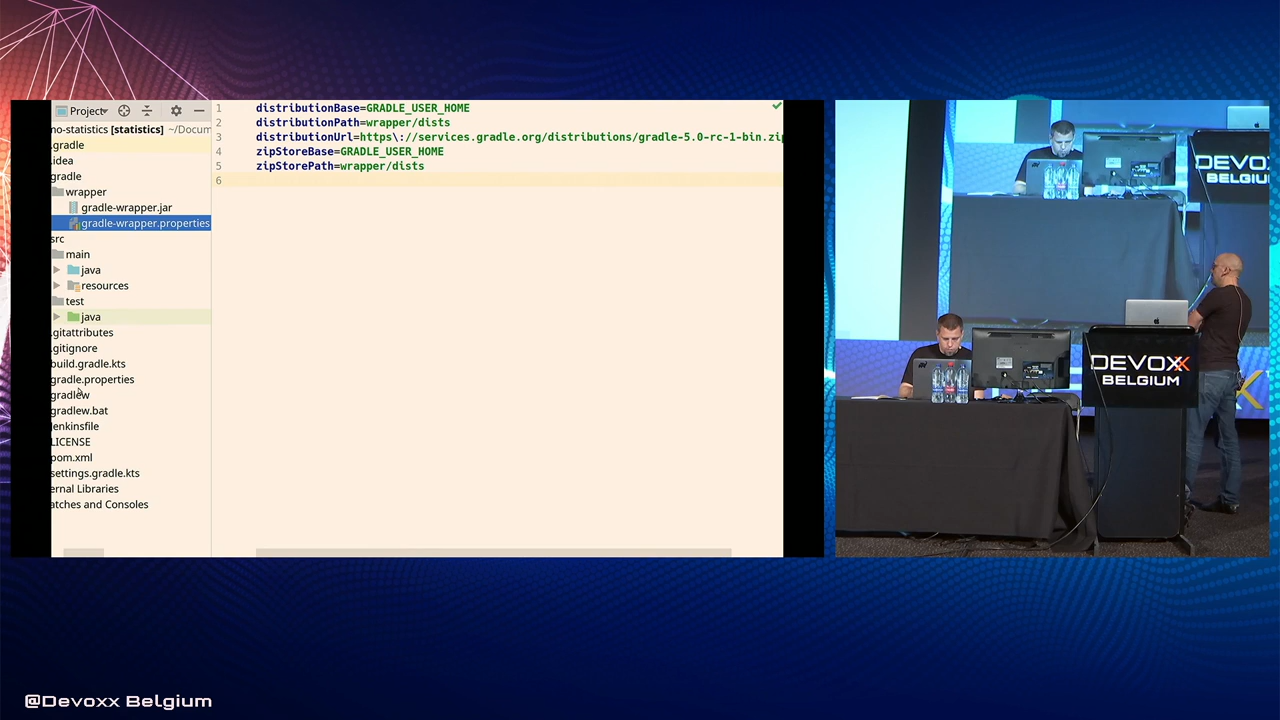 Project
no-statistics [statistics] ~/Docum
.gradle
.idea
gradle
wrapper
gradle-wrapper.jar
gradle-wrapper.properties
src
main
java
resources
test
java
.gitattributes
.gitignore
build.gradle.kts
gradle.properties
gradlew
gradlew.bat
Jenkinsfile
LICENSE
pom.xml
settings.gradle.kts
ernal Libraries
atches and Consoles
1 distributionBase=GRADLE_USER_HOME
2 distributionPath=wrapper/dists
3 distributionUrl=https\://services.gradle.org/distributions/gradle-5.0-rc-1-bin.zip
4 zipStoreBase=GRADLE_USER_HOME
5 zipStorePath=wrapper/dists
6
DEVOX
BELGIU
DEVOXX
BELGIUM
@Devoxx Belgium